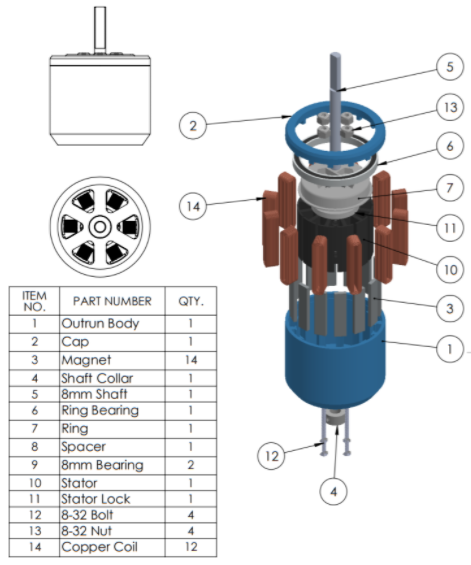 5
13
2
6
7
14
11
10
3
1
12
4
ITEM NO. PART NUMBER QTY.
1 Outrun Body 1
2 Cap 1
3 Magnet 14
4 Shaft Collar 1
5 8mm Shaft 1
6 Ring Bearing 1
7 Ring 1
8 Spacer 1
9 8mm Bearing 2
10 Stator 1
11 Stator Lock 1
12 8-32 Bolt 4
13 8-32 Nut 4
14 Copper Coil 12